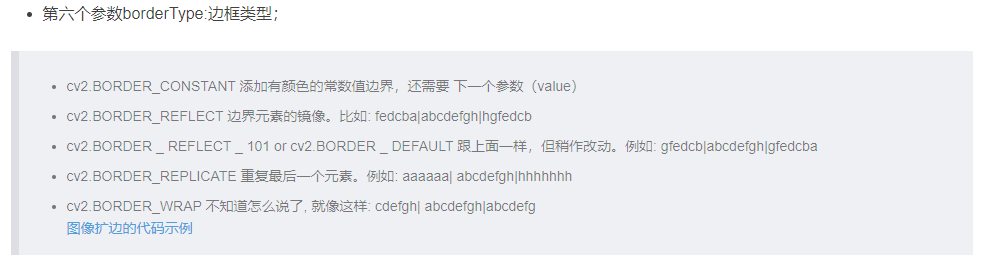 第六个参数borderType:边框类型；
cv2.BORDER_CONSTANT 添加有颜色的常数值边界，还需要 下一个参数（value）
cv2.BORDER_REFLECT 边界元素的镜像。比如: fedcba|abcdefgh|hgfedcb
cv2.BORDER _ REFLECT _ 101 or cv2.BORDER _ DEFAULT 跟上面一样，但稍作改动。例如: gfedcb|abcdefgh|gfedcba
cv2.BORDER_REPLICATE 重复最后一个元素。例如: aaaaaa| abcdefgh|hhhhhhh
cv2.BORDER_WRAP 不知道怎么说了, 就像这样: cdefgh| abcdefgh|abcdefg
图像扩边的代码示例